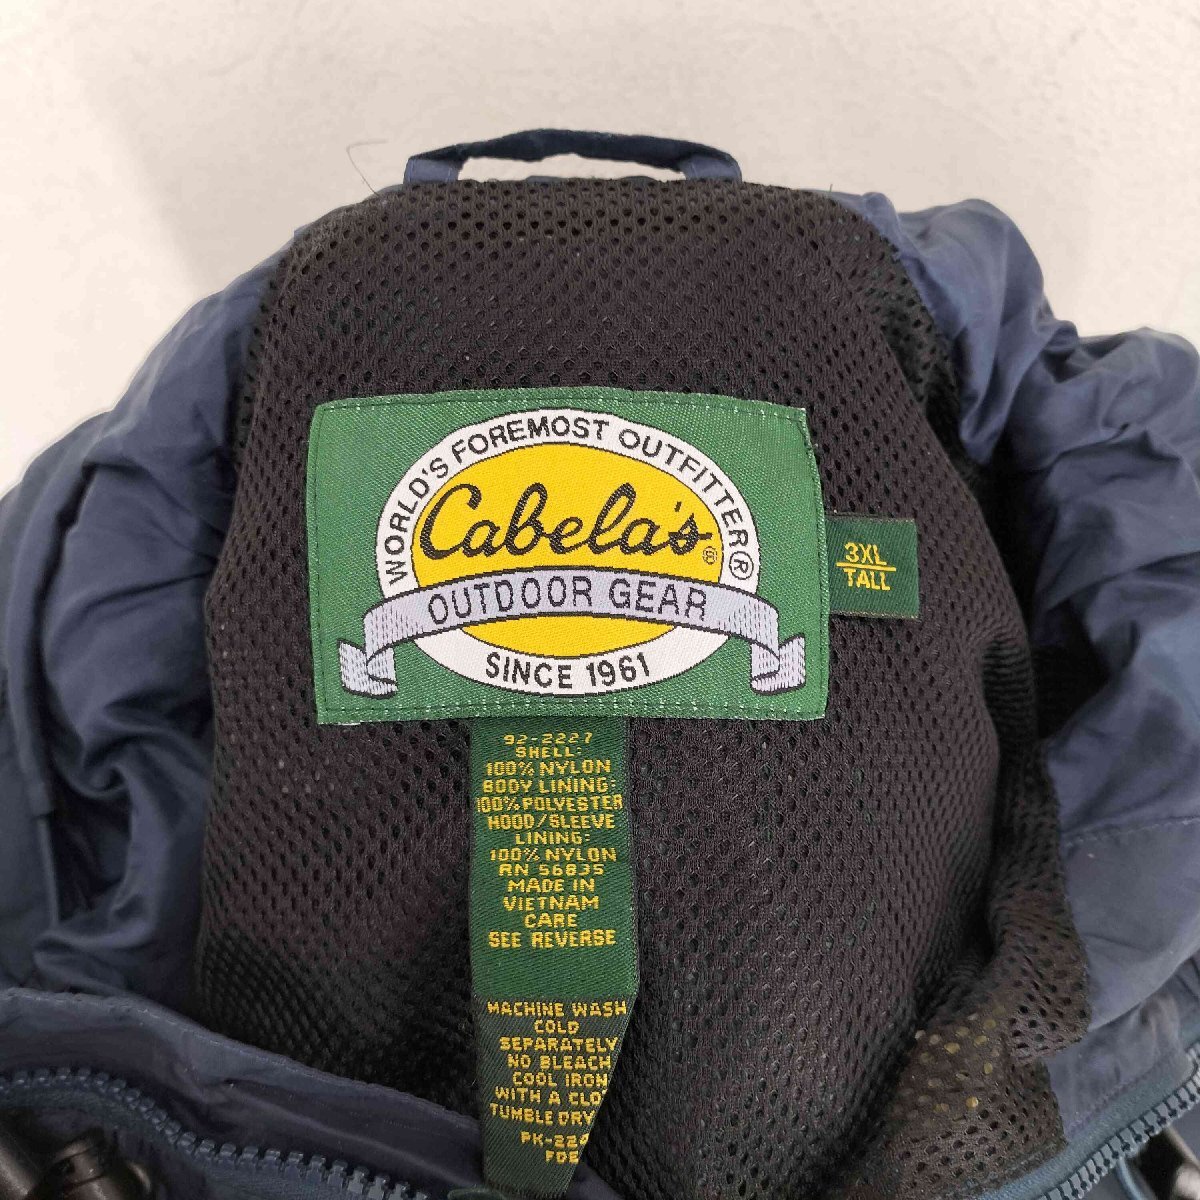 WORLD'S FOREMOST OUTFITTER®
Cabela's®
OUTDOOR GEAR
SINCE 1961
3XL
TALL
92-2227
SHELL:
100% NYLON
BODY LINING:
100% POLYESTER
HOOD/SLEEVE
LINING:
100% NYLON
RN 56835
MADE IN
VIETNAM
CARE
SEE REVERSE
MACHINE WASH
COLD
SEPARATELY
NO BLEACH
COOL IRON
WITH A CLO
TUMBLE DRY